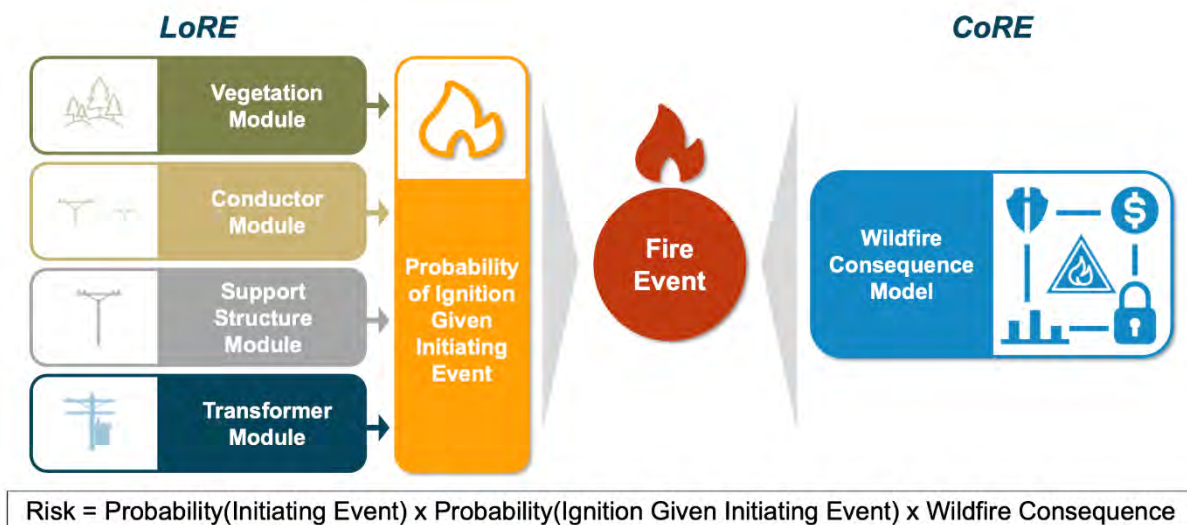 LoRE
CoRE
Vegetation
Module
Conductor
Module
Support
Structure
Module
Transformer
Module
Probability
of Ignition
Given
Initiating
Event
Fire
Event
Wildfire
Consequence
Model
$
Risk = Probability(Initiating Event) x Probability(Ignition Given Initiating Event) x Wildfire Consequence